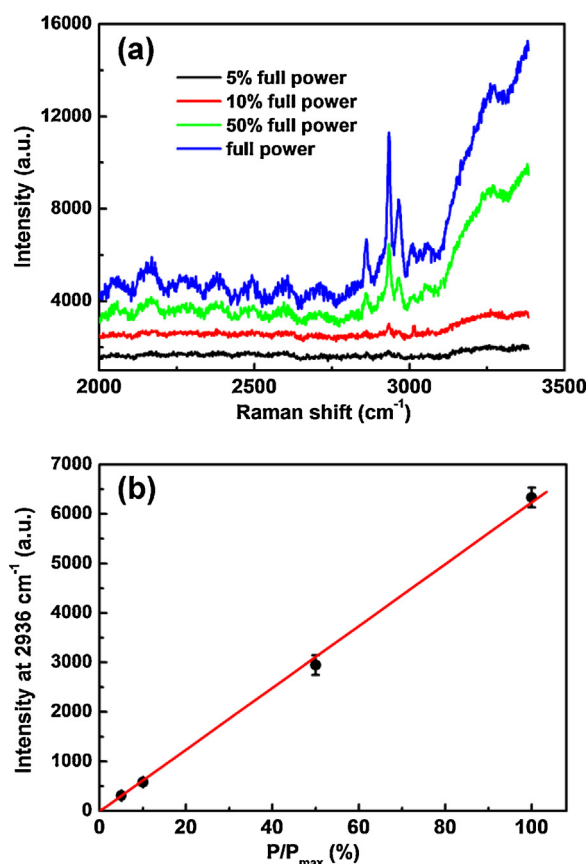 (a)
5% full power
10% full power
50% full power
full power
16000
12000
8000
4000
Intensity (a.u.)
2000
2500
3000
3500
Raman shift (cm⁻¹)
(b)
7000
6000
5000
4000
3000
2000
1000
0
Intensity at 2936 cm⁻¹ (a.u.)
0
20
40
60
80
100
P/Pmax (%)